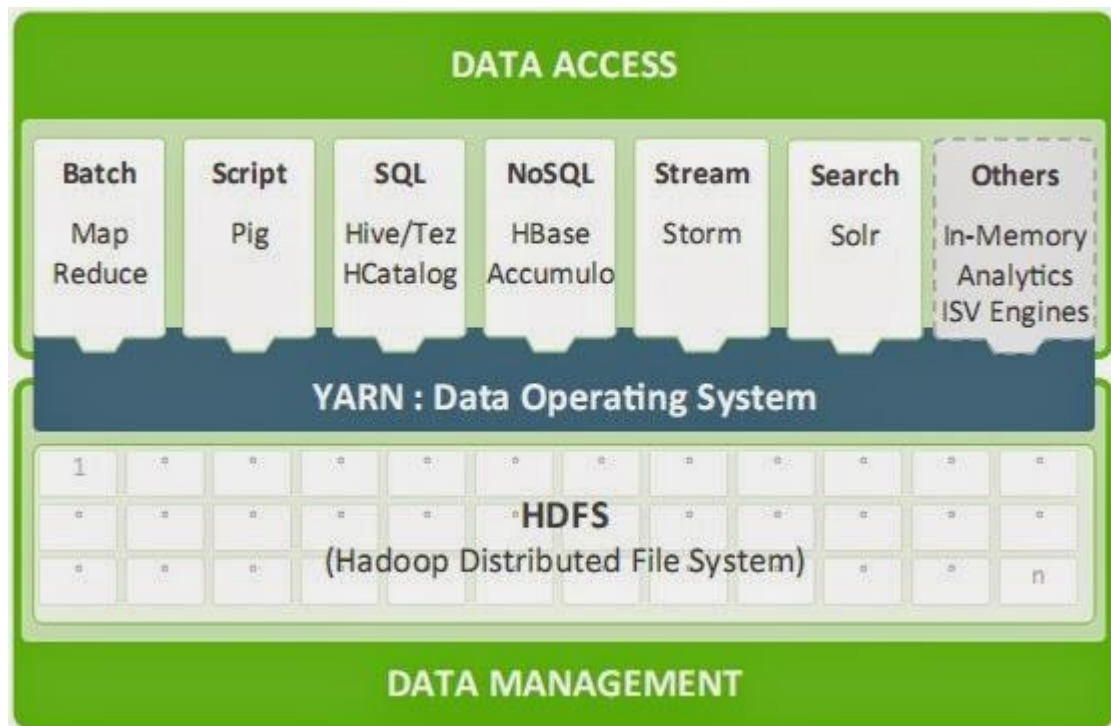 DATA ACCESS
Batch
Map
Reduce
Script
Pig
SQL
Hive/Tez
HCatalog
NoSQL
HBase
Accumulo
Stream
Storm
Search
Solr
Others
In-Memory
Analytics
ISV Engines
YARN : Data Operating System
1
HDFS
(Hadoop Distributed File System)
n
DATA MANAGEMENT